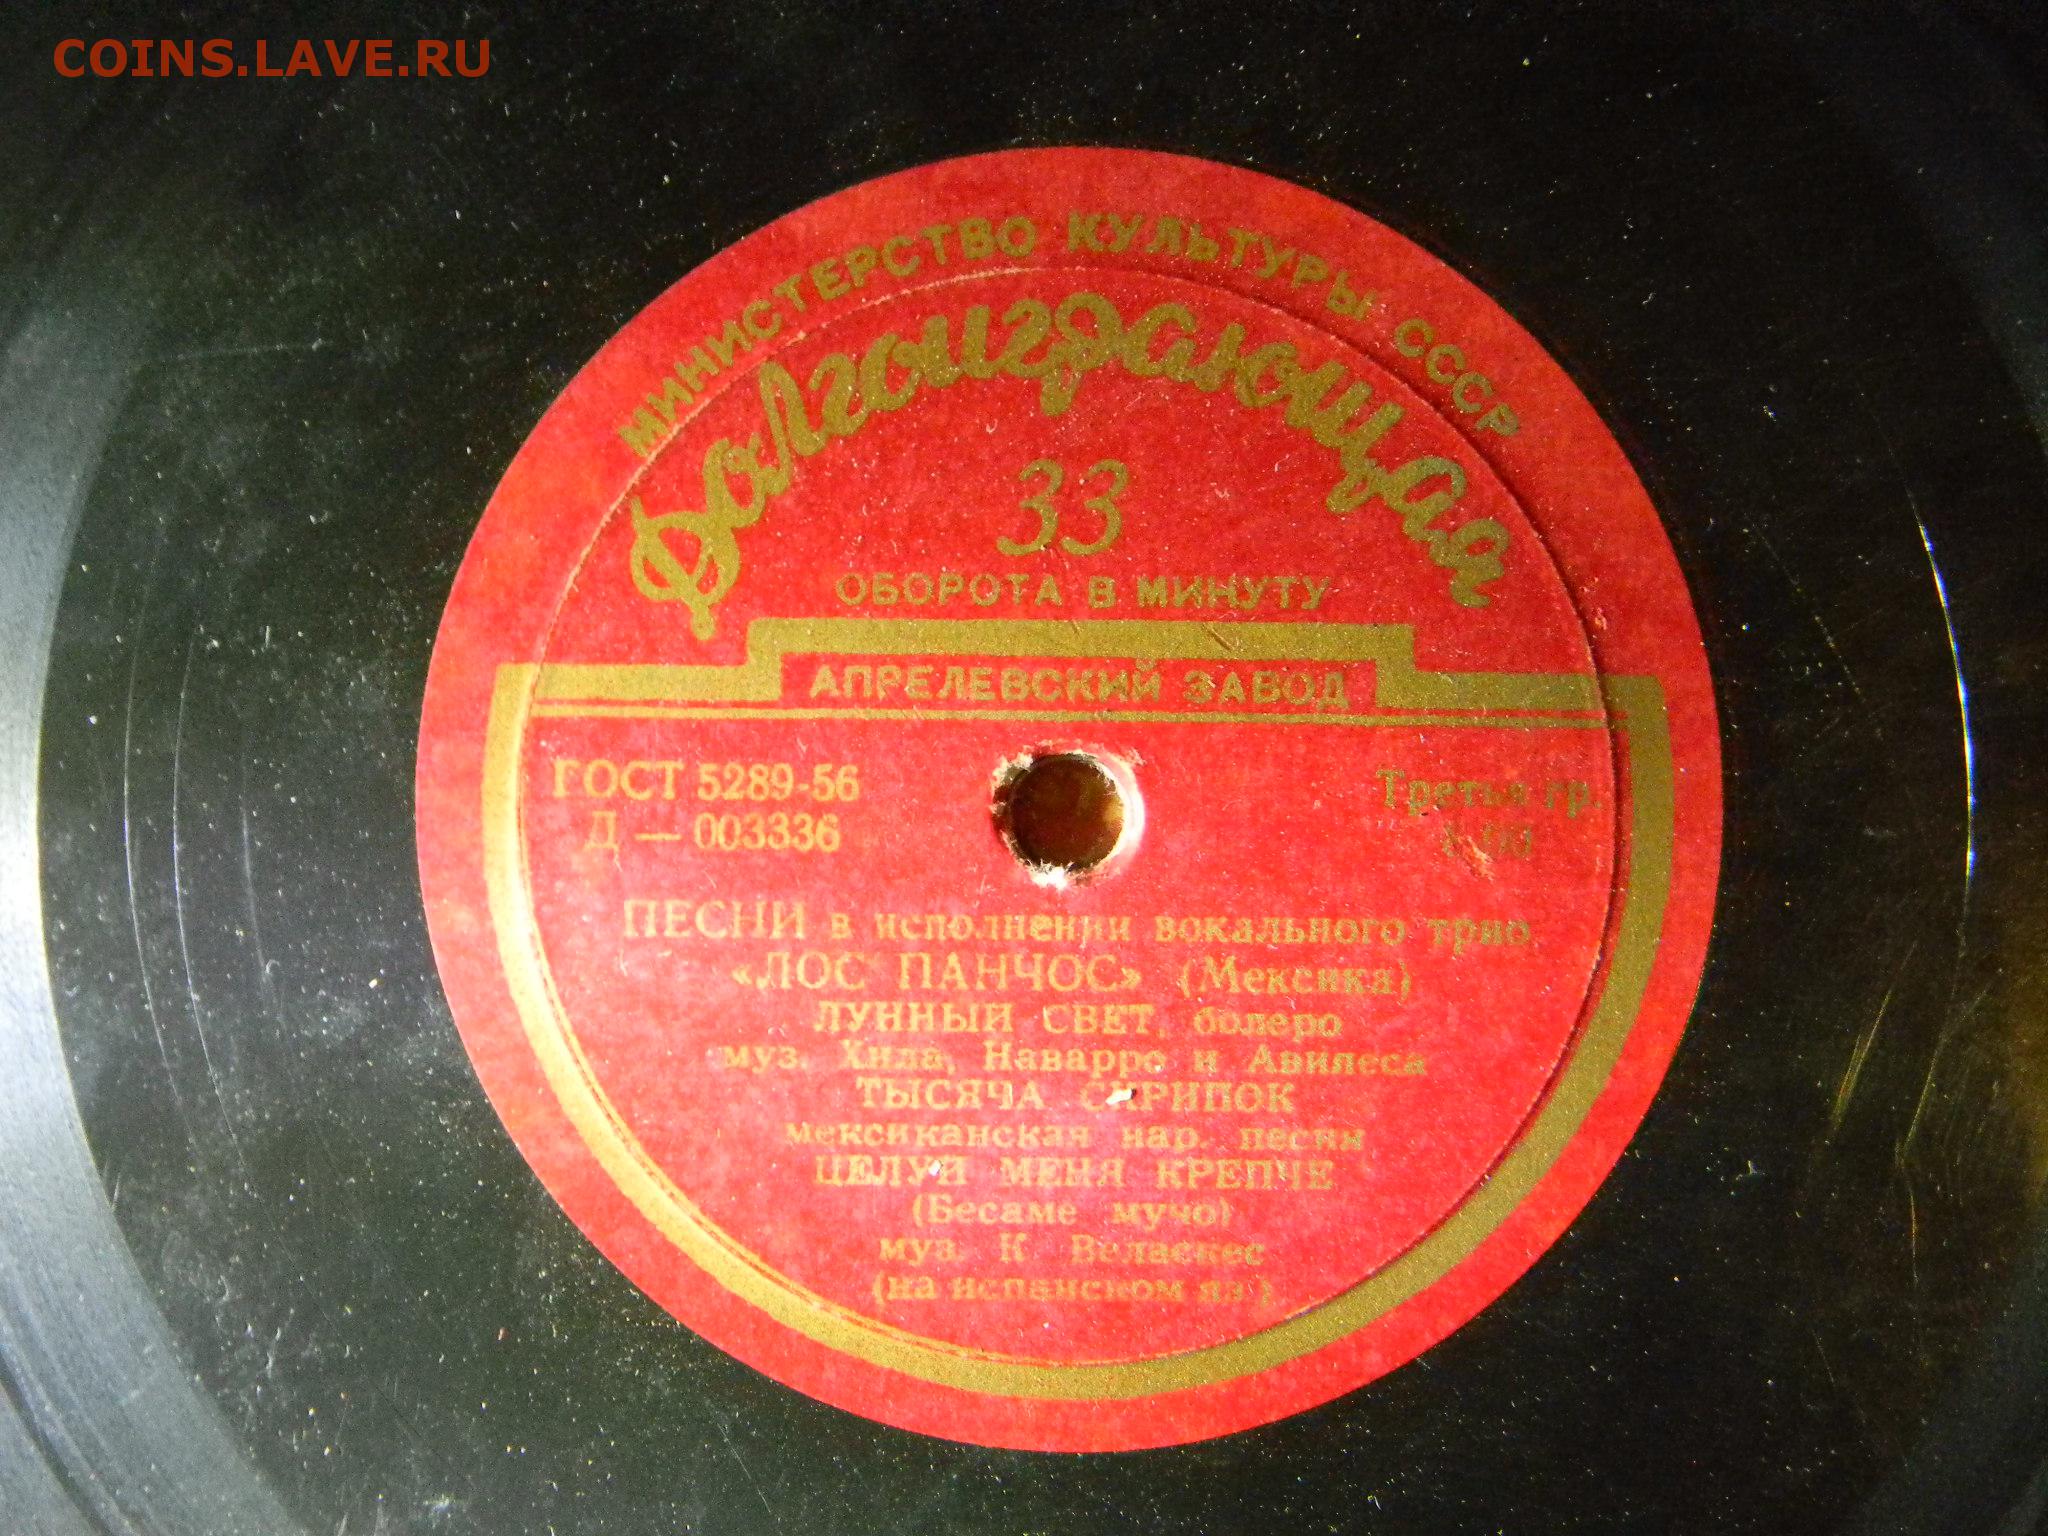 COINS.LAVE.RU
МИНИСТЕРСТВО КУЛЬТУРЫ СССР
Долгоиграющая
33
ОБОРОТА В МИНУТУ
АПРЕЛЕВСКИЙ ЗАВОД
ГОСТ 5289-56
Д — 003336
Третья гр.
ПЕСНИ в исполнении вокального трио
«ЛОС ПАНЧОС» (Мексика)
ЛУННЫЙ СВЕТ, болеро
муз. Хила, Наварро и Авилеса
ТЫСЯЧА СКРИПОК
мексиканская нар. песня
ЦЕЛУЙ МЕНЯ КРЕПЧЕ
(Бесаме мучо)
муз. К. Веласкес
(на испанском яз.)